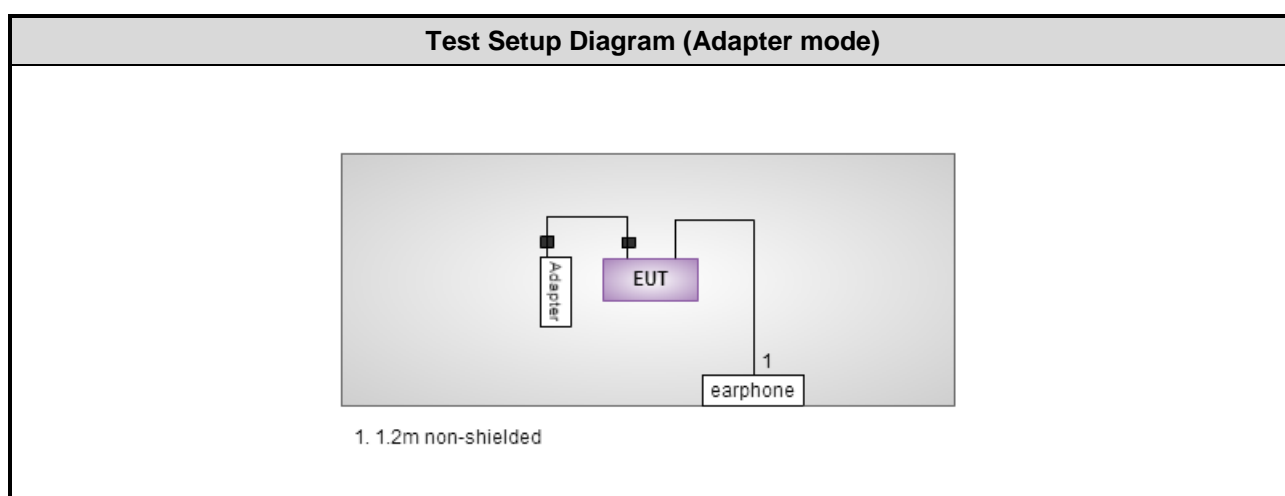 Test Setup Diagram (Adapter mode)
Adapter
EUT
1
earphone
1. 1.2m non-shielded